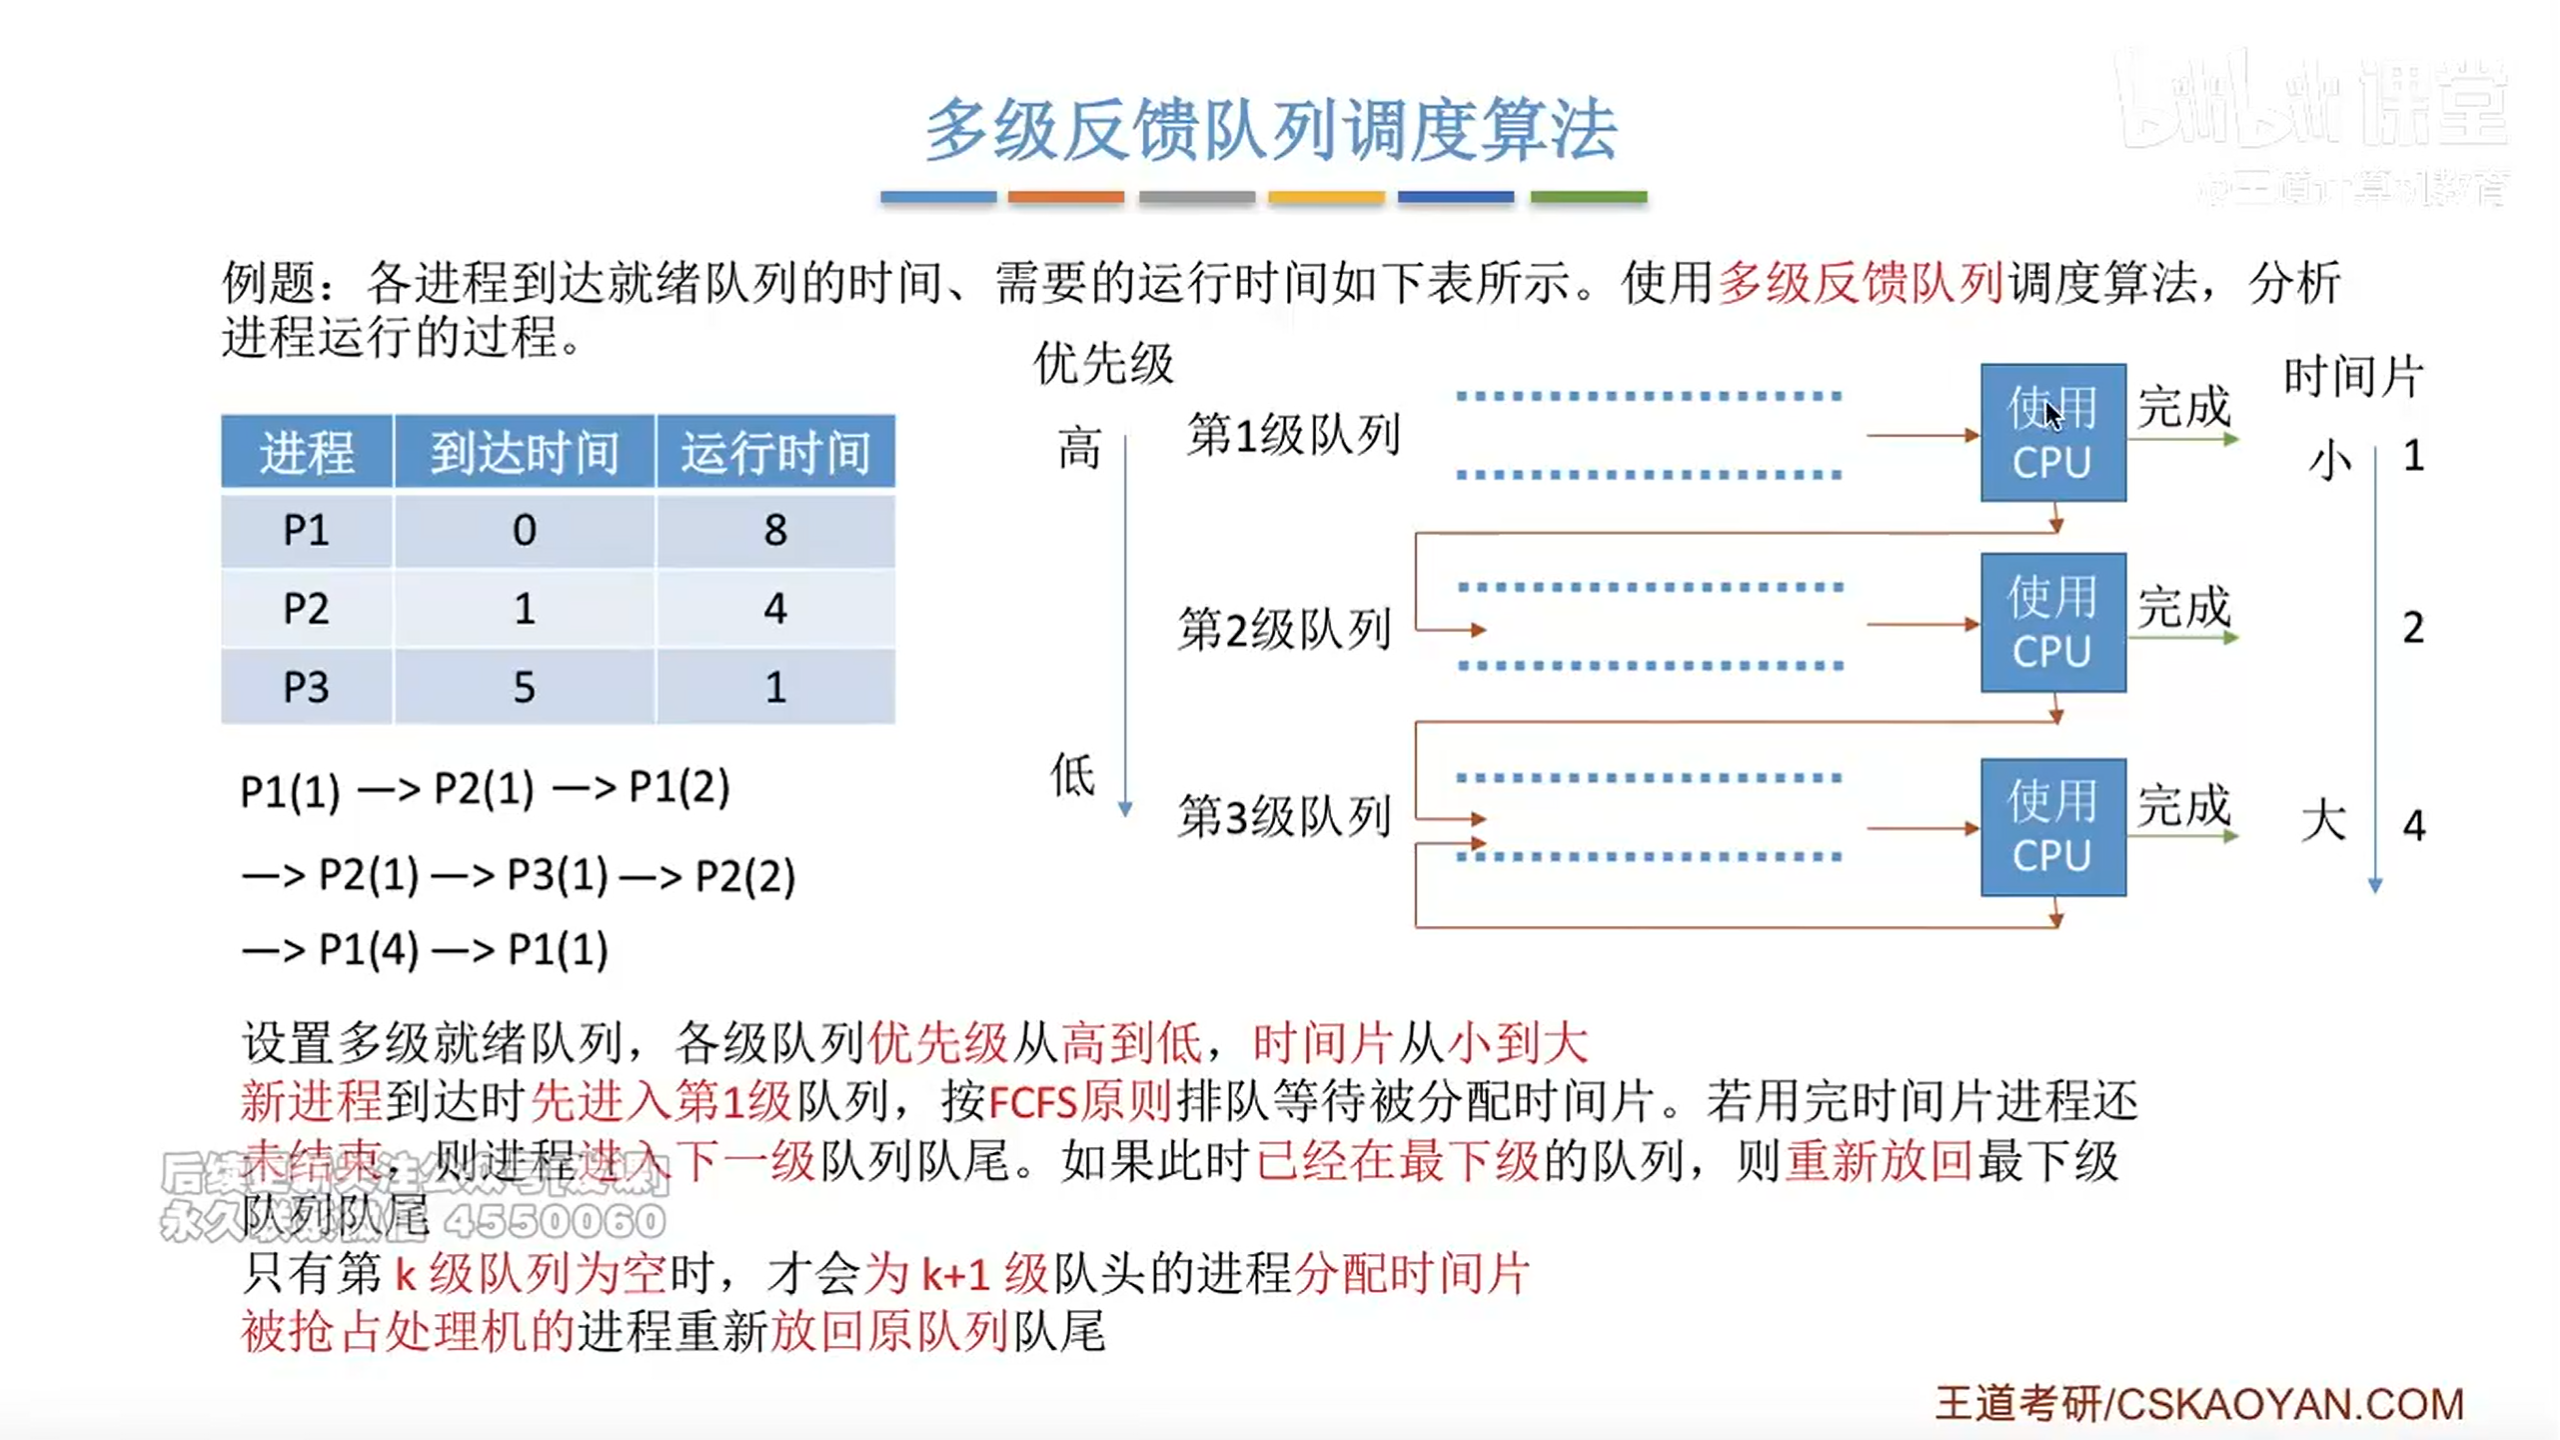 多级反馈队列调度算法
bilibili 课堂
@王道计算机教育
例题：各进程到达就绪队列的时间、需要的运行时间如下表所示。使用多级反馈队列调度算法，分析
进程运行的过程。
进程 到达时间 运行时间
P1 0 8
P2 1 4
P3 5 1
P1(1) —> P2(1) —> P1(2)
—> P2(1) —> P3(1) —> P2(2)
—> P1(4) —> P1(1)
优先级
高
低
第1级队列
使用
CPU
完成
第2级队列
使用
CPU
完成
第3级队列
使用
CPU
完成
时间片
小 1
2
大 4
设置多级就绪队列，各级队列优先级从高到低，时间片从小到大
新进程到达时先进入第1级队列，按FCFS原则排队等待被分配时间片。若用完时间片进程还
未结束，则进程进入下一级队列队尾。如果此时已经在最下级的队列，则重新放回最下级
队列队尾
只有第 k 级队列为空时，才会为 k+1 级队头的进程分配时间片
被抢占处理机的进程重新放回原队列队尾
4550060
王道考研/CSKAOYAN.COM